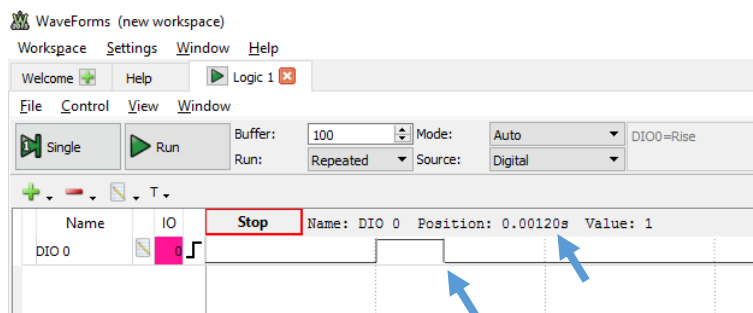 WaveForms (new workspace)
Workspace Settings Window Help
Welcome Help Logic 1
File Control View Window
Single Run Buffer: 100 Mode: Auto DIO0=Rise
Run: Repeated Source: Digital
T
Name IO Stop Name: DIO 0 Position: 0.00120s Value: 1
DIO 0 0